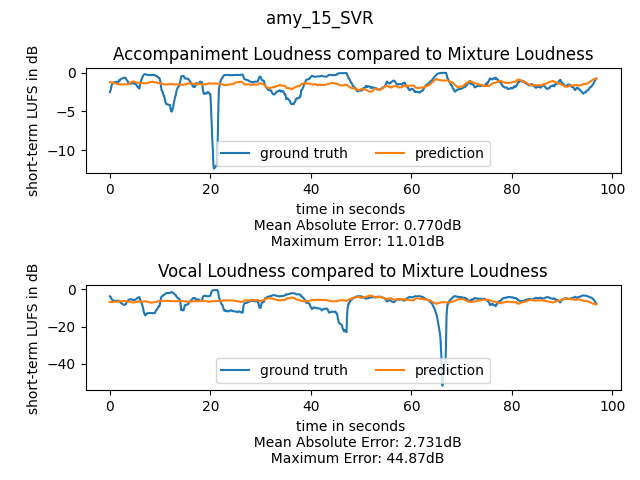 amy_15_SVR
Accompaniment Loudness compared to Mixture Loudness
short-term LUFS in dB
0
−5
−10
ground truth
prediction
0
20
40
60
80
100
time in seconds
Mean Absolute Error: 0.770dB
Maximum Error: 11.01dB
Vocal Loudness compared to Mixture Loudness
short-term LUFS in dB
0
−20
−40
ground truth
prediction
0
20
40
60
80
100
time in seconds
Mean Absolute Error: 2.731dB
Maximum Error: 44.87dB